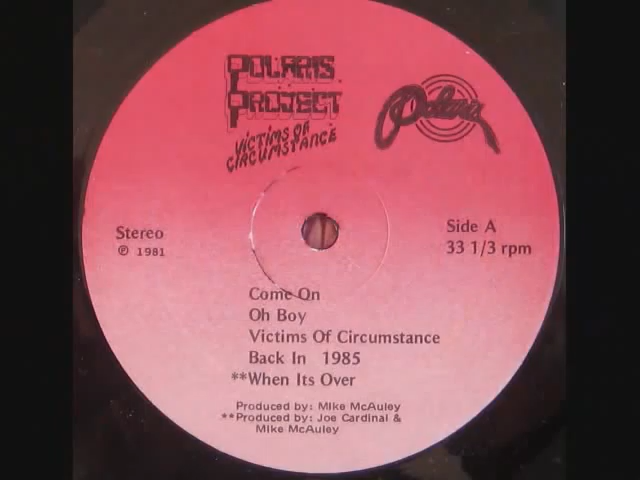 POLARIS
PROJECT
VICTIMS OF
CIRCUMSTANCE
Polaris
Stereo
℗ 1981
Side A
33 1/3 rpm
Come On
Oh Boy
Victims Of Circumstance
Back In 1985
**When Its Over
Produced by: Mike McAuley
**Produced by: Joe Cardinal &
Mike McAuley